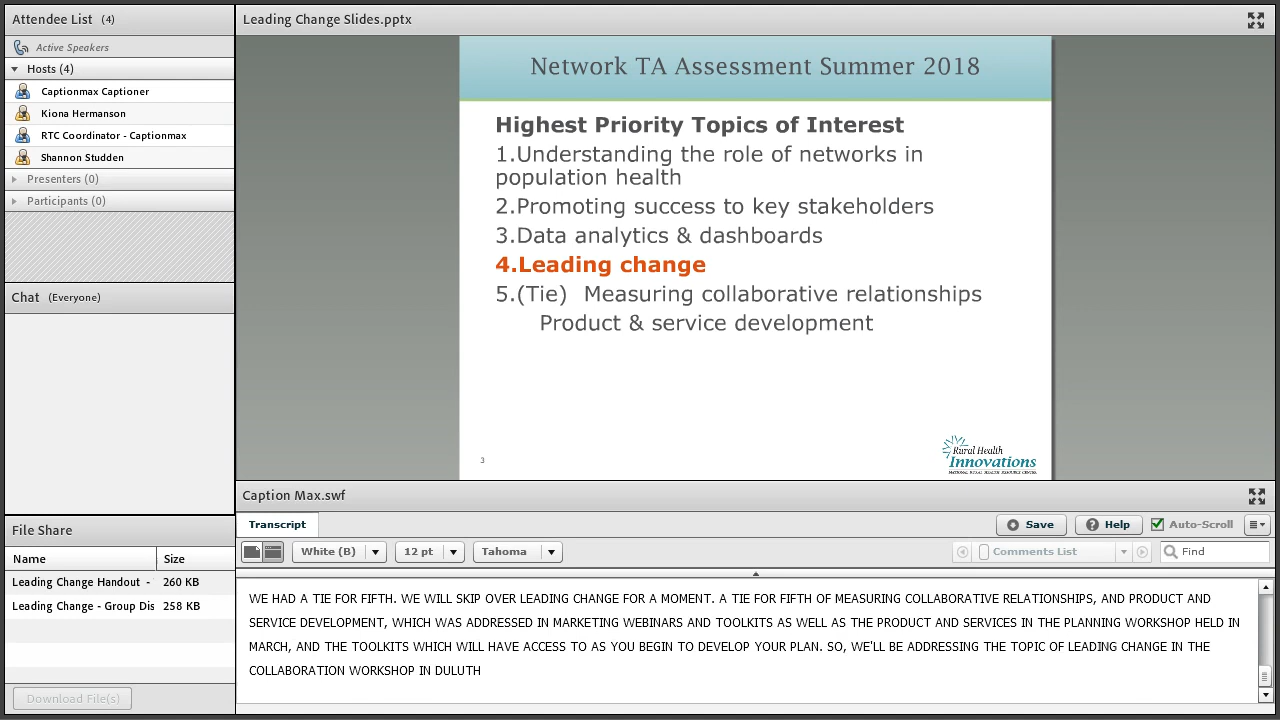 Attendee List (4)
Active Speakers
Hosts (4)
Captionmax Captioner
Kiona Hermanson
RTC Coordinator - Captionmax
Shannon Studden
Presenters (0)
Participants (0)
Chat (Everyone)
File Share
Name Size
Leading Change Handout - 260 KB
Leading Change - Group Dis 258 KB
Download File(s)
Leading Change Slides.pptx
Network TA Assessment Summer 2018
Highest Priority Topics of Interest
1.Understanding the role of networks in
population health
2.Promoting success to key stakeholders
3.Data analytics & dashboards
4.Leading change
5.(Tie) Measuring collaborative relationships
Product & service development
3
Rural Health
Innovations
NATIONAL RURAL HEALTH RESOURCE CENTER
Caption Max.swf
Transcript Save Help Auto-Scroll
White (B) 12 pt Tahoma Comments List Find
WE HAD A TIE FOR FIFTH. WE WILL SKIP OVER LEADING CHANGE FOR A MOMENT. A TIE FOR FIFTH OF MEASURING COLLABORATIVE RELATIONSHIPS, AND PRODUCT AND
SERVICE DEVELOPMENT, WHICH WAS ADDRESSED IN MARKETING WEBINARS AND TOOLKITS AS WELL AS THE PRODUCT AND SERVICES IN THE PLANNING WORKSHOP HELD IN
MARCH, AND THE TOOLKITS WHICH WILL HAVE ACCESS TO AS YOU BEGIN TO DEVELOP YOUR PLAN. SO, WE'LL BE ADDRESSING THE TOPIC OF LEADING CHANGE IN THE
COLLABORATION WORKSHOP IN DULUTH